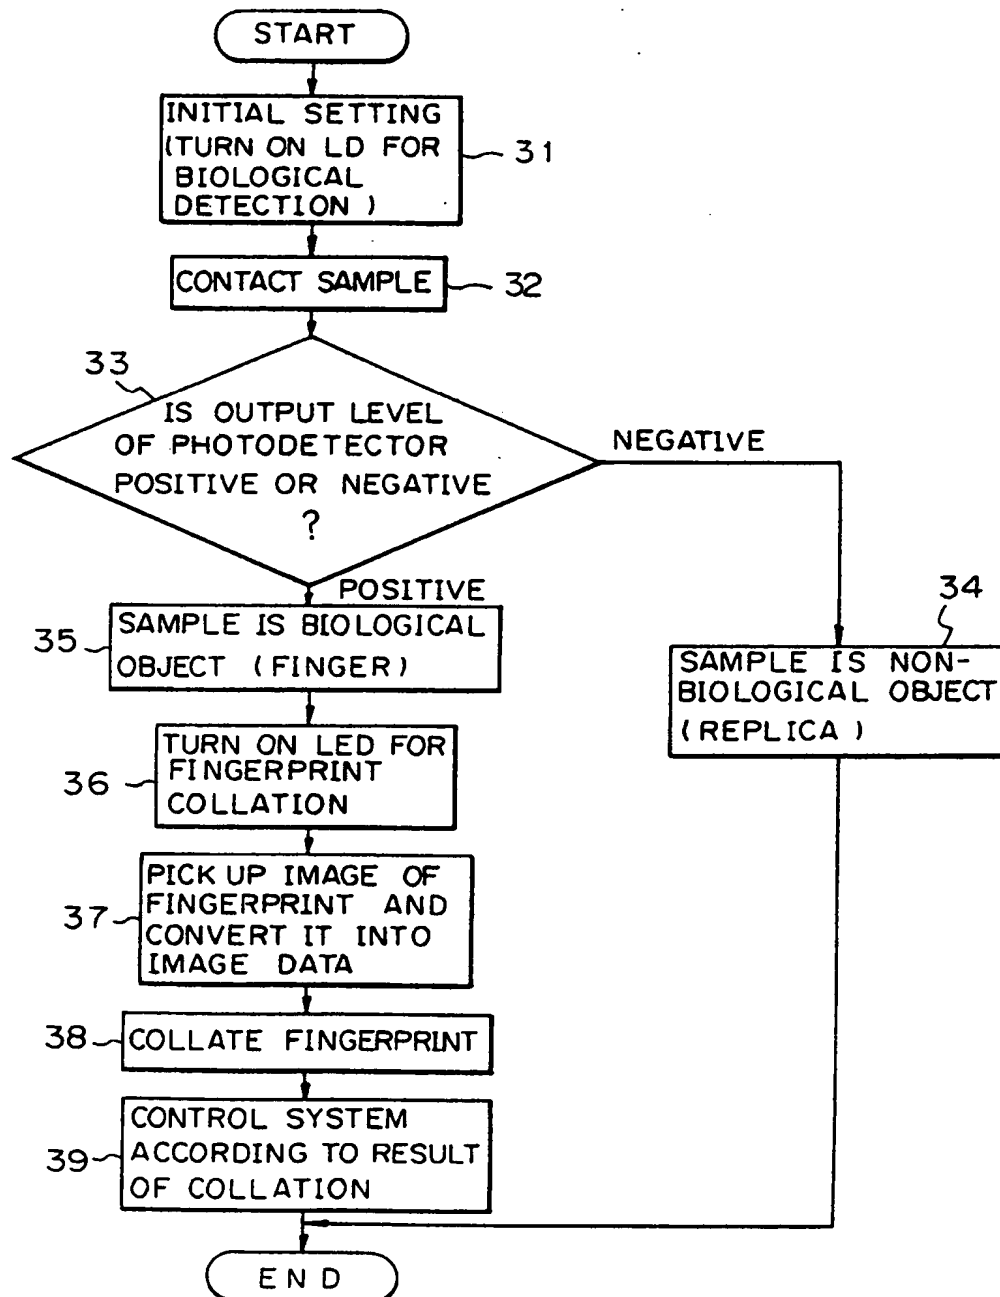 START
INITIAL SETTING
(TURN ON LD FOR
BIOLOGICAL
DETECTION)
31
CONTACT SAMPLE
32
33
IS OUTPUT LEVEL
OF PHOTODETECTOR
POSITIVE OR NEGATIVE
?
NEGATIVE
POSITIVE
34
SAMPLE IS NON-
BIOLOGICAL OBJECT
(REPLICA)
35
SAMPLE IS BIOLOGICAL
OBJECT (FINGER)
36
TURN ON LED FOR
FINGERPRINT
COLLATION
37
PICK UP IMAGE OF
FINGERPRINT AND
CONVERT IT INTO
IMAGE DATA
38
COLLATE FINGERPRINT
39
CONTROL SYSTEM
ACCORDING TO RESULT
OF COLLATION
END